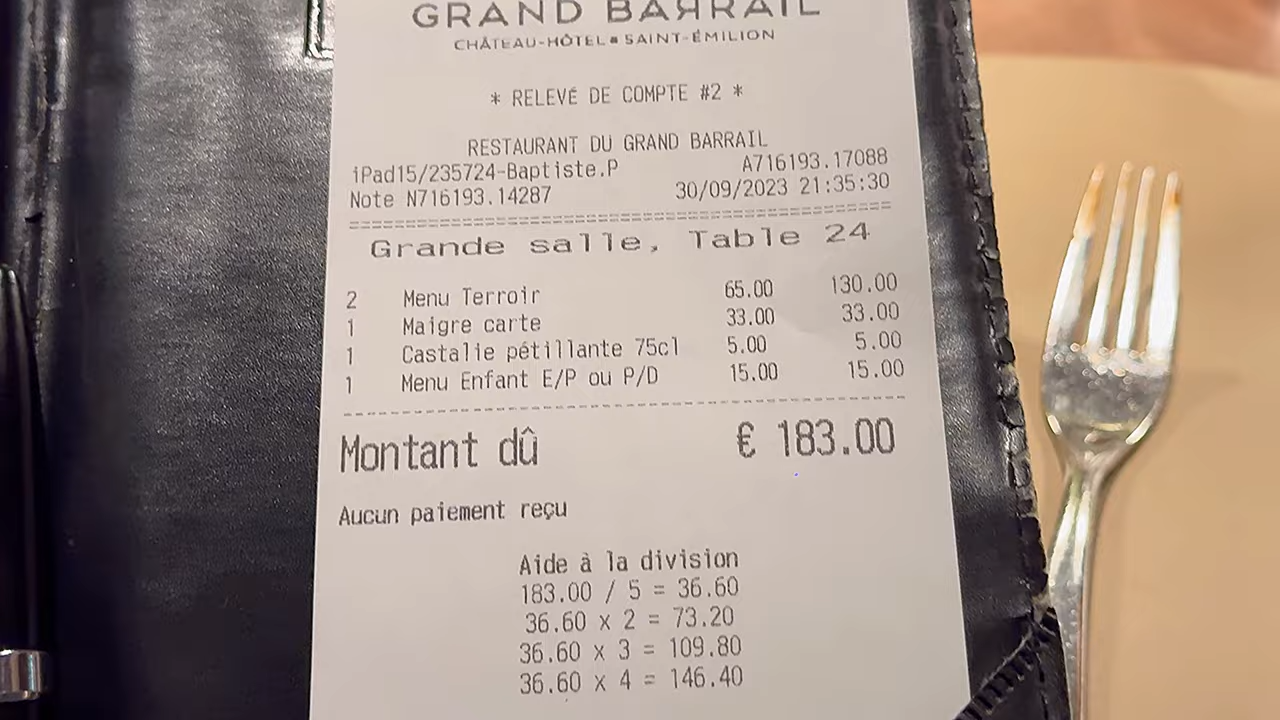 GRAND BARRAIL
CHÂTEAU-HÔTEL ■ SAINT-ÉMILION
* RELEVÉ DE COMPTE #2 *
RESTAURANT DU GRAND BARRAIL
iPad15/235724-Baptiste.P A716193.17088
Note N716193.14287 30/09/2023 21:35:30
Grande salle, Table 24
2 Menu Terroir 65.00 130.00
1 Maigre carte 33.00 33.00
1 Castalie pétillante 75cl 5.00 5.00
1 Menu Enfant E/P ou P/D 15.00 15.00
Montant dû € 183.00
Aucun paiement reçu
Aide à la division
183.00 / 5 = 36.60
36.60 x 2 = 73.20
36.60 x 3 = 109.80
36.60 x 4 = 146.40